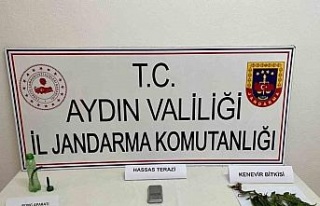 T.C.
AYDIN VALİLİĞİ
İL JANDARMA KOMUTANLIĞI
HASSAS TERAZİ
KENEVİR BİTKİSİ